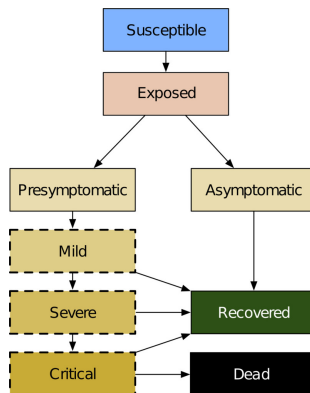 Susceptible
Exposed
Presymptomatic
Asymptomatic
Mild
Severe
Recovered
Critical
Dead